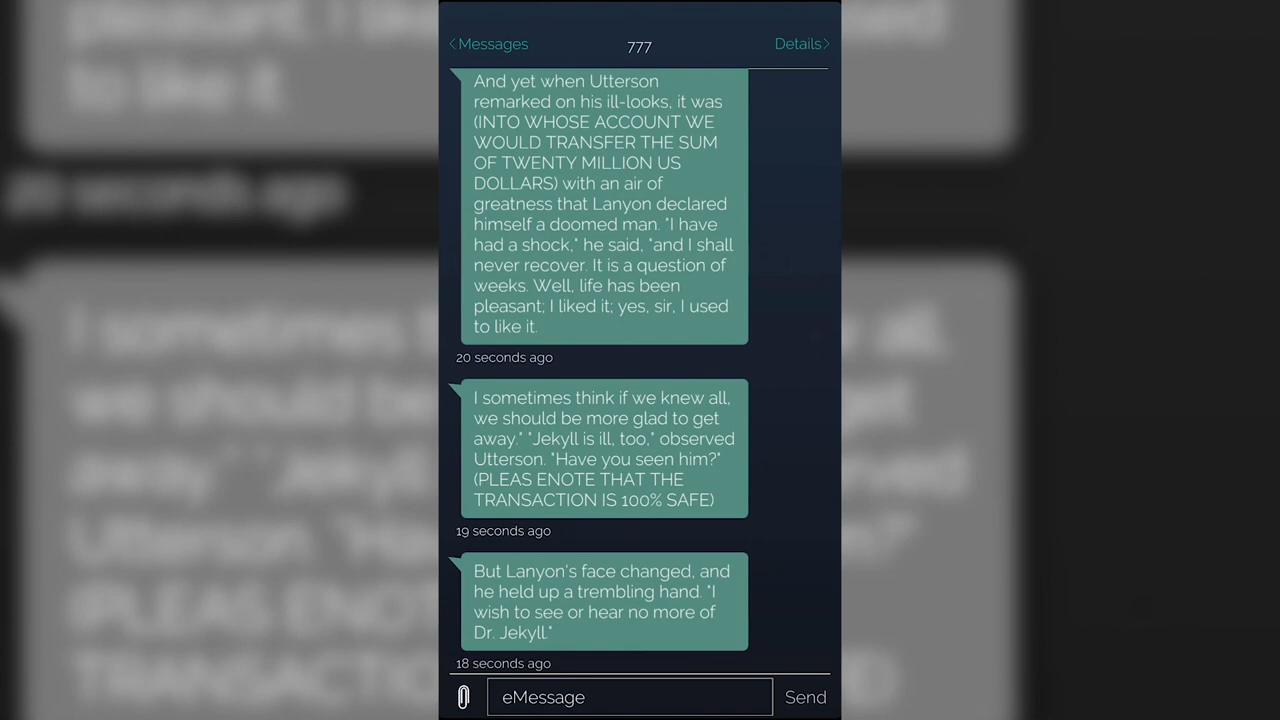 <Messages 777 Details>
And yet when Utterson
remarked on his ill-looks, it was
(INTO WHOSE ACCOUNT WE
WOULD TRANSFER THE SUM
OF TWENTY MILLION US
DOLLARS) with an air of
greatness that Lanyon declared
himself a doomed man. "I have
had a shock," he said, "and I shall
never recover. It is a question of
weeks. Well, life has been
pleasant; I liked it; yes, sir, I used
to like it.
20 seconds ago
I sometimes think if we knew all,
we should be more glad to get
away." "Jekyll is ill, too," observed
Utterson. "Have you seen him?"
(PLEAS ENOTE THAT THE
TRANSACTION IS 100% SAFE)
19 seconds ago
But Lanyon's face changed, and
he held up a trembling hand. "I
wish to see or hear no more of
Dr. Jekyll."
18 seconds ago
eMessage Send